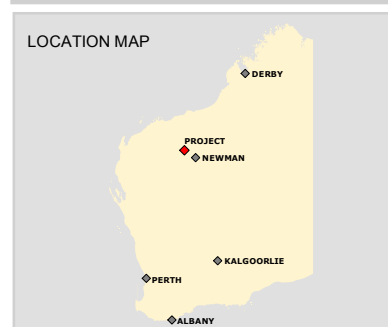 LOCATION MAP
DERBY
PROJECT
NEWMAN
KALGOORLIE
PERTH
ALBANY